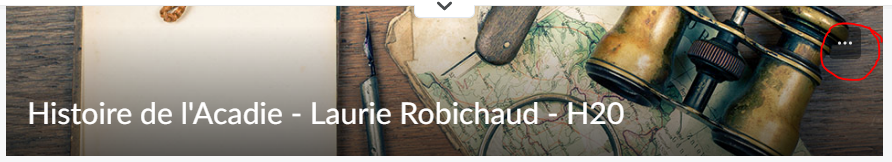 Histoire de l'Acadie - Laurie Robichaud - H20